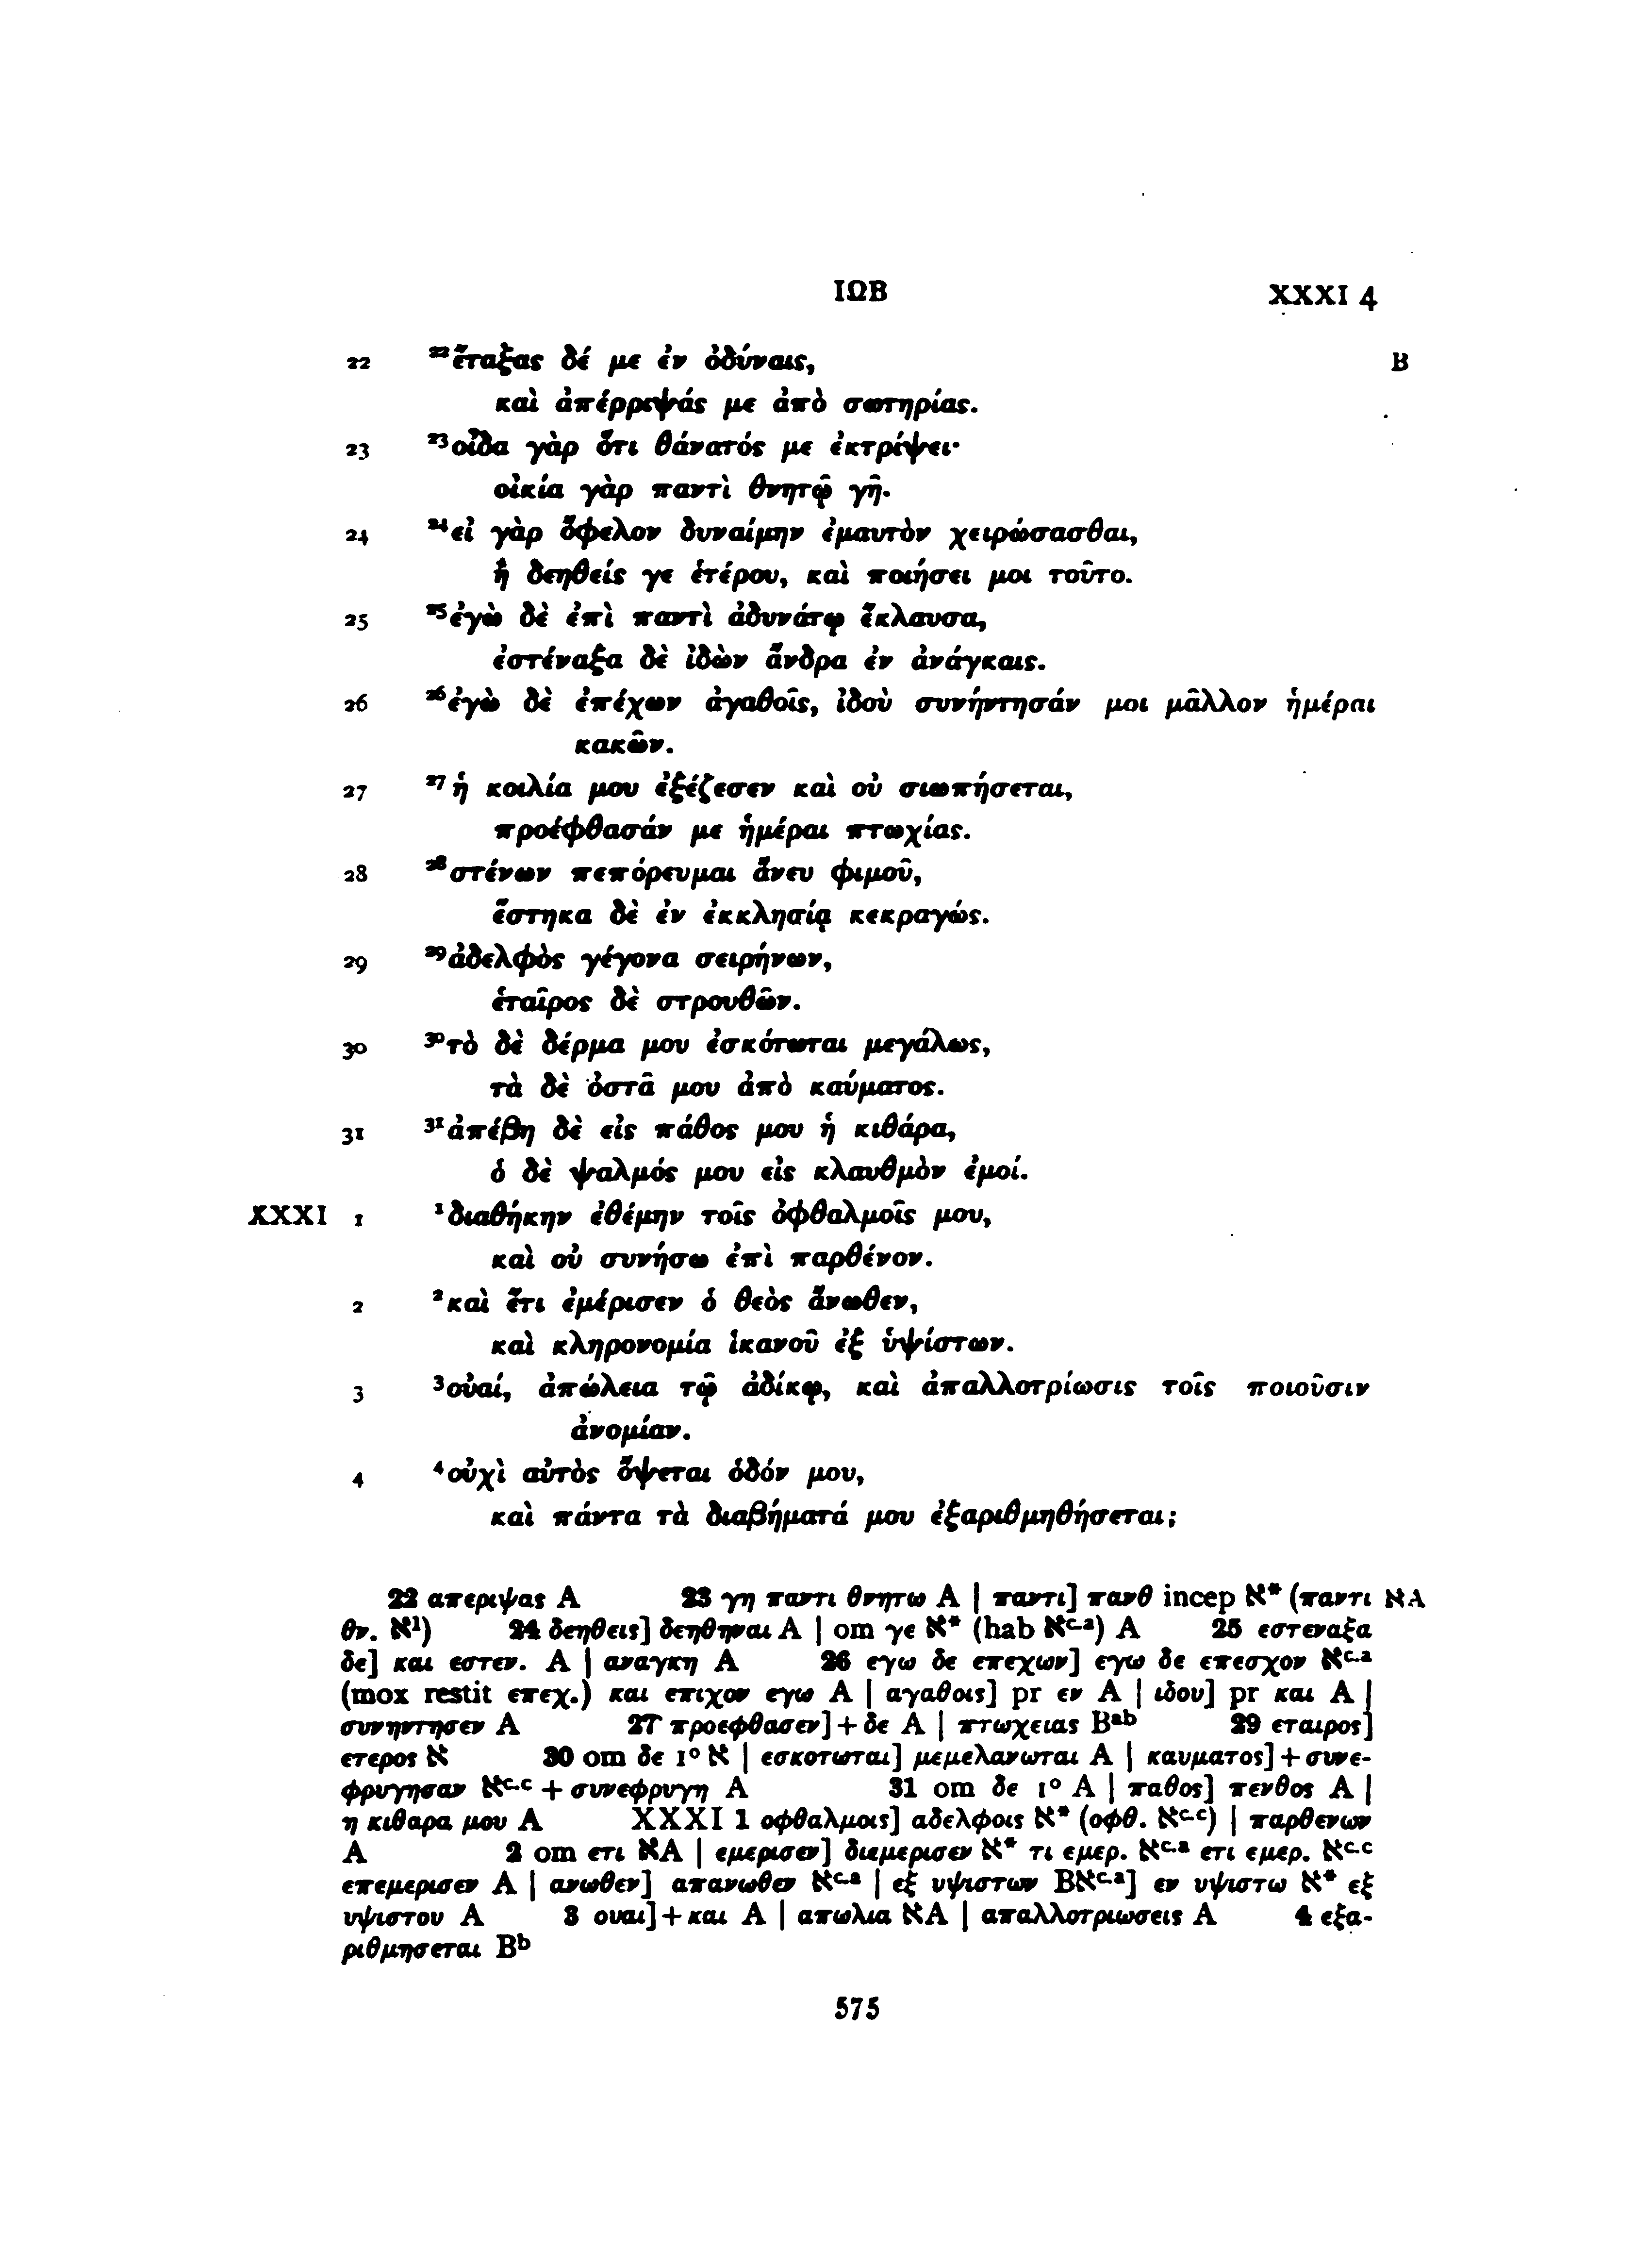 ΙΩΒ XXXI 4
22 ²²ἔταξας δέ με ἐν ὀδύναις, B
καὶ ἀπέρριψάς με ἀπὸ σωτηρίας.
23 ²³οἶδα γὰρ ὅτι θάνατός με ἐκτρίψει·
οἰκία γὰρ παντὶ θνητῷ γῆ.
24 ²⁴εἰ γὰρ ὄφελον δυναίμην ἐμαυτὸν χειρώσασθαι,
ἢ δεηθείς γε ἑτέρου, καὶ ποιήσει μοι τοῦτο.
25 ²⁵ἐγὼ δὲ ἐπὶ παντὶ ἀδυνάτῳ ἔκλαυσα,
ἐστέναξα δὲ ἰδὼν ἄνδρα ἐν ἀνάγκαις.
26 ²⁶ἐγὼ δὲ ἐπέχων ἀγαθοῖς, ἰδοὺ συνήντησάν μοι μᾶλλον ἡμέραι
κακῶν.
27 ²⁷ἡ κοιλία μου ἐξέζεσεν καὶ οὐ σιωπήσεται,
προέφθασάν με ἡμέραι πτωχίας.
28 ²⁸στένων πεπόρευμαι ἄνευ φιμοῦ,
ἕστηκα δὲ ἐν ἐκκλησίᾳ κεκραγώς.
29 ²⁹ἀδελφὸς γέγονα σειρήνων,
ἑταῖρος δὲ στρουθῶν.
30 ³⁰τὸ δὲ δέρμα μου ἐσκότωται μεγάλως,
τὰ δὲ ὀστᾶ μου ἀπὸ καύματος.
31 ³¹ἀπέβη δὲ εἰς πάθος μου ἡ κιθάρα,
ὁ δὲ ψαλμός μου εἰς κλαυθμὸν ἐμοί.
XXXI 1 ¹διαθήκην ἐθέμην τοῖς ὀφθαλμοῖς μου,
καὶ οὐ συνήσω ἐπὶ παρθένον.
2 ²καὶ ἔτι ἐμέρισεν ὁ θεὸς ἄνωθεν,
καὶ κληρονομία ἱκανοῦ ἐξ ὑψίστων.
3 ³οὐαί, ἀπώλεια τῷ ἀδίκῳ, καὶ ἀπαλλοτρίωσις τοῖς ποιοῦσιν
ἀνομίαν.
4 ⁴οὐχὶ αὐτὸς ὄψεται ὁδόν μου,
καὶ πάντα τὰ διαβήματά μου ἐξαριθμηθήσεται;
22 απεριψας A 23 γη παντι θνητω A | παντι] πανθ incep א* (παντι אA
θν. א¹) 24 δεηθεις] δεηθηναι A | om γε א* (hab אᶜ·ᵃ) A 25 εστεναξα
δε] και εστεν. A | αναγκη A 26 εγω δε επεχων] εγω δε επεσχον אᶜ·ᵃ
(mox restit επεχ.) και επιχον εγω A | αγαθοις] pr εν A | ιδου] pr και A |
συνηντησεν A 27 προεφθασεν]+δε A | πτωχειας Bᵃᵇ 29 εταιρος]
ετερος א 30 om δε 1° א | εσκοτωται] μεμελανωται A | καυματος]+συνε-
φρυγησαν אᶜ·ᶜ + συνεφρυγη A 31 om δε 1° A | παθος] πενθος A |
η κιθαρα μου A XXXI 1 οφθαλμοις] αδελφοις א* (οφθ. אᶜ·ᶜ) | παρθενων
A 2 om ετι אA | εμερισεν] διεμερισεν א* τι εμερ. אᶜ·ᵃ ετι εμερ. אᶜ·ᶜ
επεμερισεν A | ανωθεν] απανωθεν אᶜ·ᵃ | εξ υψιστων Bאᶜ·ᵃ] εν υψιστω א* εξ
υψιστου A 3 ουαι]+και A | απωλια אA | απαλλοτριωσεις A 4 εξα-
ριθμησεται Bᵇ
575